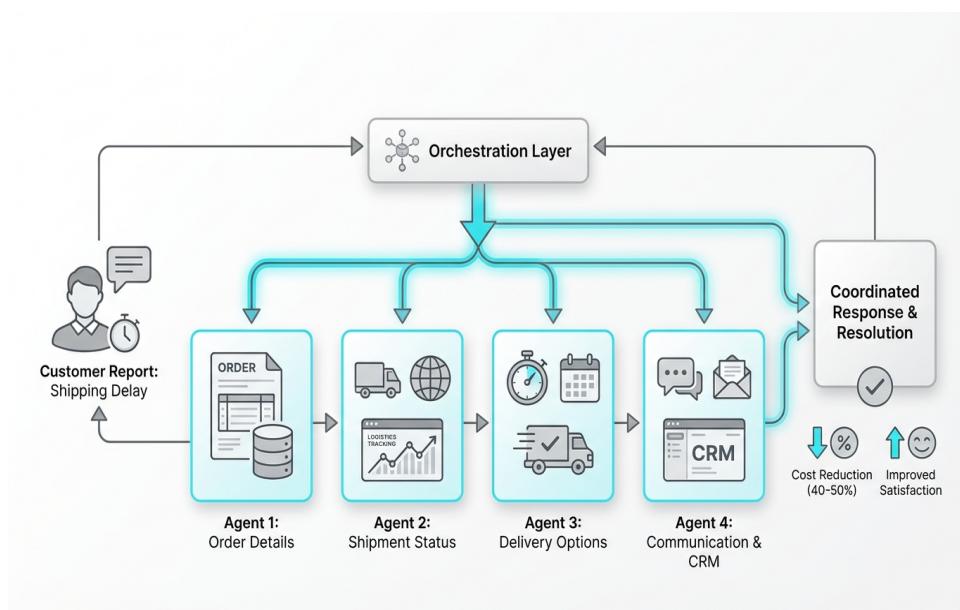 Orchestration Layer
Customer Report:
Shipping Delay
ORDER
LOGISTICS
TRACKING
CRM
Coordinated
Response &
Resolution
%
Cost Reduction
(40-50%)
Improved
Satisfaction
Agent 1:
Order Details
Agent 2:
Shipment Status
Agent 3:
Delivery Options
Agent 4:
Communication &
CRM